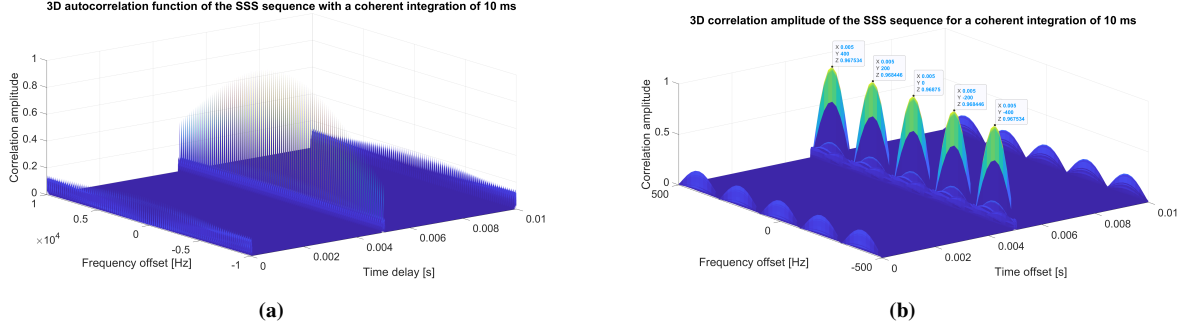 3D autocorrelation function of the SSS sequence with a coherent integration of 10 ms
Correlation amplitude
1
0.8
0.6
0.4
0.2
0
1
0.5
0
-0.5
-1
×10^4
Frequency offset [Hz]
0
0.002
0.004
0.006
0.008
0.01
Time delay [s]
(a)
3D correlation amplitude of the SSS sequence for a coherent integration of 10 ms
X 0.005
Y 400
Z 0.967534
X 0.005
Y 200
Z 0.968446
X 0.005
Y 0
Z 0.96875
X 0.005
Y -200
Z 0.968446
X 0.005
Y -400
Z 0.967534
Correlation amplitude
1
0.5
0
500
0
-500
Frequency offset [Hz]
0
0.002
0.004
0.006
0.008
0.01
Time offset [s]
(b)